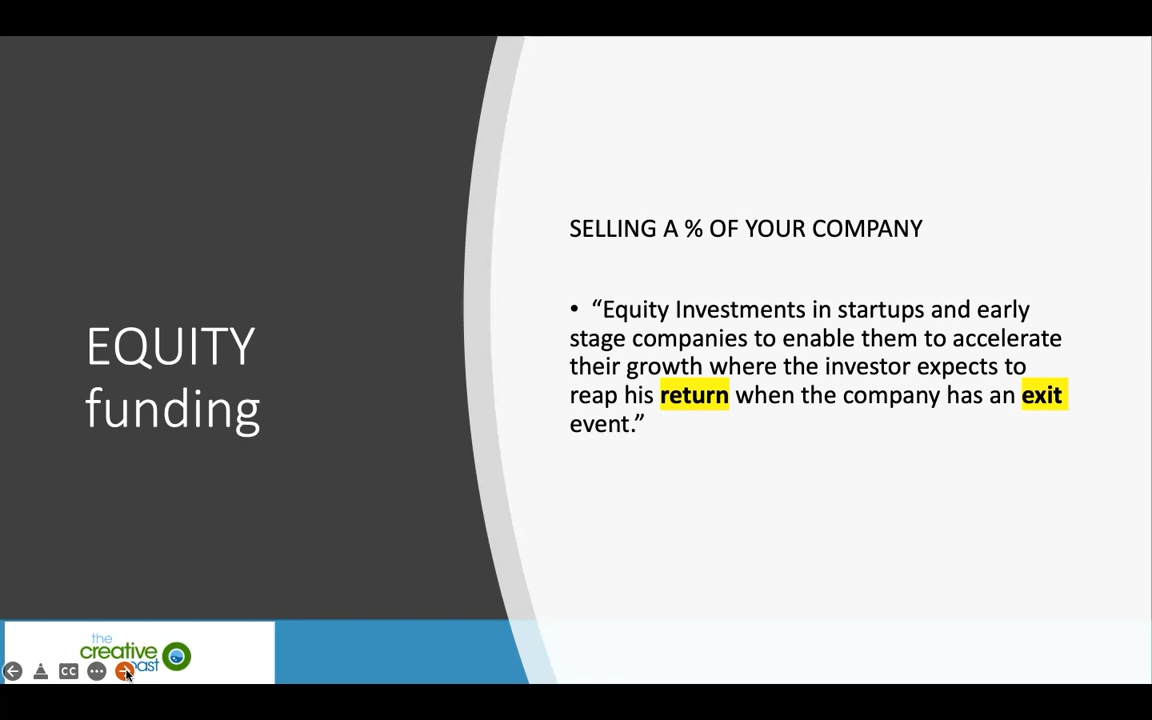 EQUITY
funding
SELLING A % OF YOUR COMPANY
• “Equity Investments in startups and early
stage companies to enable them to accelerate
their growth where the investor expects to
reap his return when the company has an exit
event.”
the
creative
CC